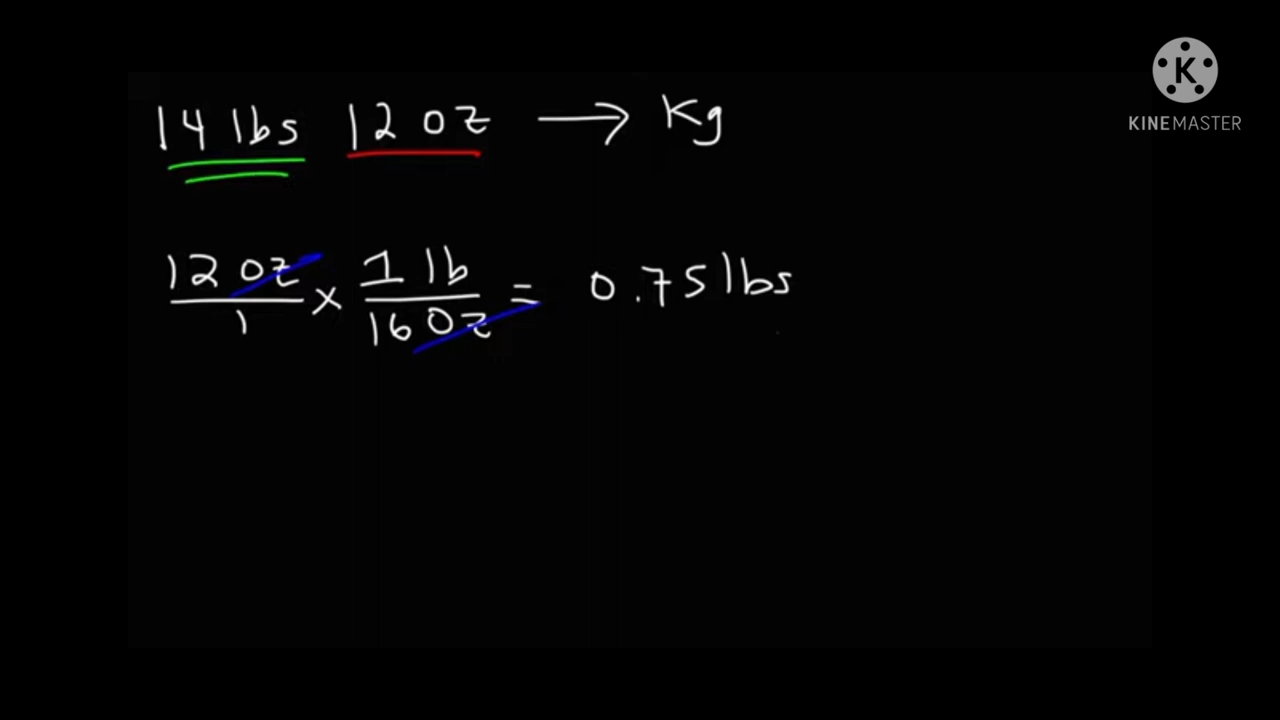 14 lbs 12 oz → Kg
K
KINEMASTER
12 oz/1 × 1 lb/16 oz = 0.75 lbs